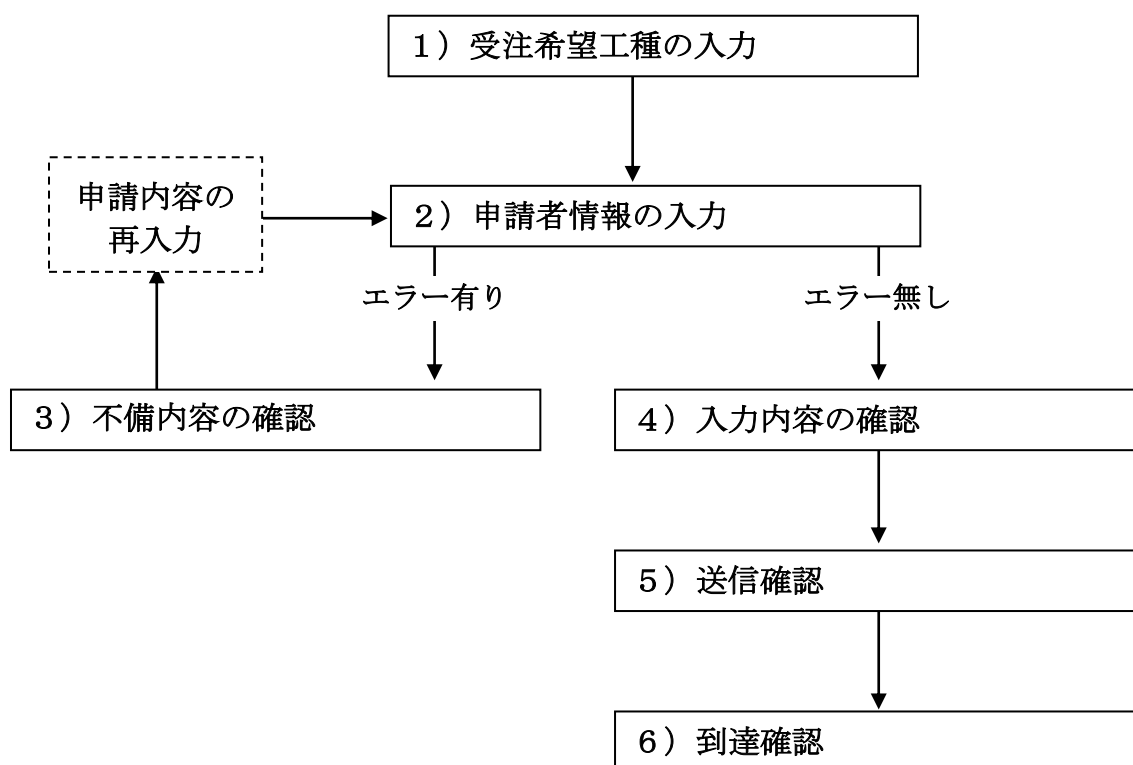 １）受注希望工種の入力
申請内容の
再入力
２）申請者情報の入力
エラー有り
エラー無し
３）不備内容の確認
４）入力内容の確認
５）送信確認
６）到達確認